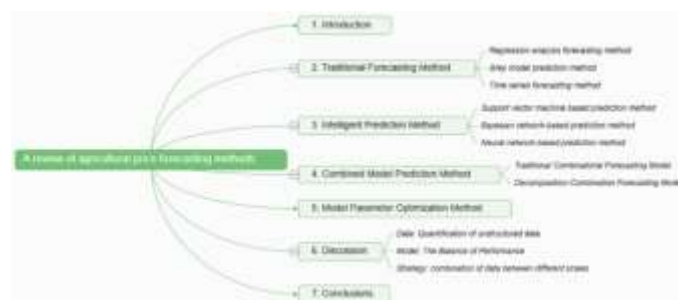 1. Introduction
2. Traditional Forecasting Method
Regression analysis forecasting method
Grey model prediction method
Time series forecasting method
3. Intelligent Prediction Method
Support vector machine based prediction method
Bayesian network-based prediction method
Neural network-based prediction method
A review of agricultural price forecasting methods
4. Combined Model Prediction Method
Traditional Combinational Forecasting Model
Decomposition-Combination Forecasting Model
5. Model Parameter Optimization Method
6. Discussion
Data: Quantification of unstructured data
Model: The Balance of Performance
Strategy: combination of data between different scales
7. Conclusions